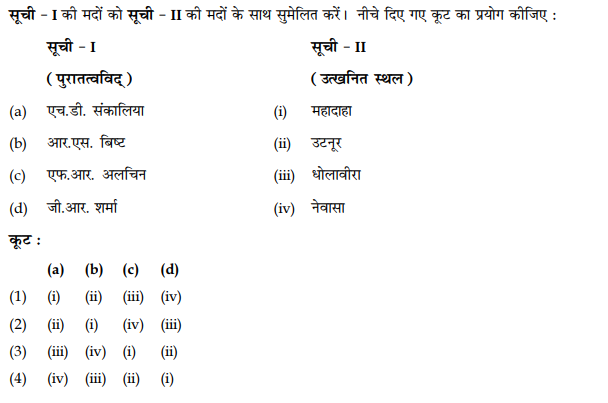 सूची - I की मदों को सूची - II की मदों के साथ सुमेलित करें। नीचे दिए गए कूट का प्रयोग कीजिए :
सूची - I सूची - II
( पुरातत्वविद् ) ( उत्खनित स्थल )
(a) एच.डी. संकालिया (i) महादाहा
(b) आर.एस. बिष्ट (ii) उटनूर
(c) एफ.आर. अलचिन (iii) धोलावीरा
(d) जी.आर. शर्मा (iv) नेवासा
कूट :
(a) (b) (c) (d)
(1) (i) (ii) (iii) (iv)
(2) (ii) (i) (iv) (iii)
(3) (iii) (iv) (i) (ii)
(4) (iv) (iii) (ii) (i)